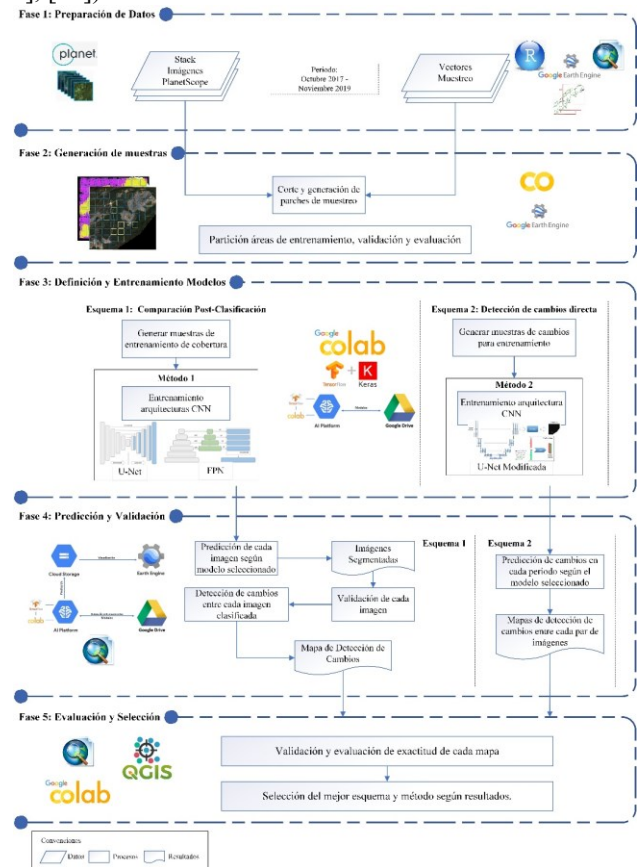 Fase 1: Preparación de Datos
planet.
Stack
Imágenes
PlanetScope
Periodo:
Octubre 2017 –
Noviembre 2019
Vectores
Muestreo
R
Google Earth Engine
Fase 2: Generación de muestras
Corte y generación de
parches de muestreo
Partición áreas de entrenamiento, validación y evaluación
CO
Google Earth Engine
Fase 3: Definición y Entrenamiento Modelos
Esquema 1: Comparación Post-Clasificación
Generar muestras de
entrenamiento de cobertura
Método 1
Entrenamiento
arquitecturas CNN
U-Net
FPN
Google
colab
TensorFlow
+
K
Keras
colab
AI Platform
Google Drive
Esquema 2: Detección de cambios directa
Generar muestras de cambios
para entrenamiento
Método 2
Entrenamiento arquitectura
CNN
U-Net Modificada
Fase 4: Predicción y Validación
Cloud Storage
Earth Engine
colab
AI Platform
Google Drive
Predicción de cada
imagen según
modelo seleccionado
Imágenes
Segmentadas
Esquema 1
Detección de cambios
entre cada imagen
clasificada
Validación de cada
imagen
Mapa de Detección de
Cambios
Esquema 2
Predicción de cambios en
cada periodo según el
modelo seleccionado
Mapas de detección de
cambios entre cada par de
imágenes
Fase 5: Evaluación y Selección
Google
colab
QGIS
Validación y evaluación de exactitud de cada mapa
Selección del mejor esquema y método según resultados.
Convenciones
Datos
Procesos
Resultados